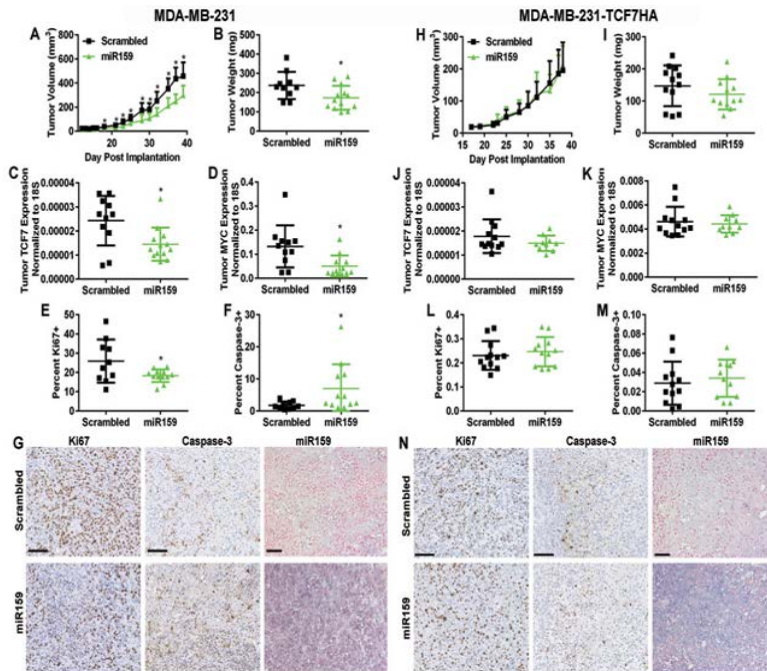 MDA-MB-231
MDA-MB-231-TCF7HA
A
Tumor Volume (mm³)
800
600
400
200
0
Scrambled
miR159
* * * * * * * * *
20 25 30 35 40
Day Post Implantation
B
Tumor Weight (mg)
500
400
300
200
100
0
*
Scrambled
miR159
H
Tumor Volume (mm³)
300
200
100
0
Scrambled
miR159
15 20 25 30 35 40
Day Post Implantation
I
Tumor Weight (mg)
300
200
100
0
Scrambled
miR159
C
Tumor TCF7 Expression
Normalized to 18S
0.00004
0.00003
0.00002
0.00001
0.00000
*
Scrambled
miR159
D
Tumor MYC Expression
Normalized to 18S
0.4
0.3
0.2
0.1
0.0
*
Scrambled
miR159
J
Tumor TCF7 Expression
Normalized to 18S
0.00005
0.00004
0.00003
0.00002
0.00001
0.00000
Scrambled
miR159
K
Tumor MYC Expression
Normalized to 18S
0.008
0.006
0.004
0.002
0.000
Scrambled
miR159
E
Percent Ki67+
50
40
30
20
10
0
*
Scrambled
miR159
F
Percent Caspase-3+
30
20
10
0
*
Scrambled
miR159
L
Percent Ki67+
0.4
0.3
0.2
0.1
0.0
Scrambled
miR159
M
Percent Caspase-3+
0.10
0.08
0.06
0.04
0.02
0.00
Scrambled
miR159
G
Ki67
Caspase-3
miR159
Scrambled
miR159
N
Ki67
Caspase-3
miR159
Scrambled
miR159